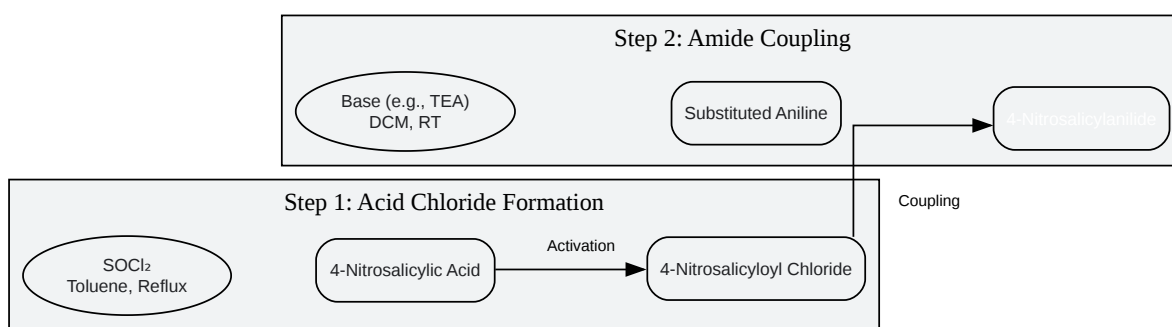 Step 2: Amide Coupling
Base (e.g., TEA)
DCM, RT
Substituted Aniline
4-Nitrosalicylanilide
Step 1: Acid Chloride Formation
Coupling
SOCl₂
Toluene, Reflux
4-Nitrosalicylic Acid
Activation
4-Nitrosalicyloyl Chloride